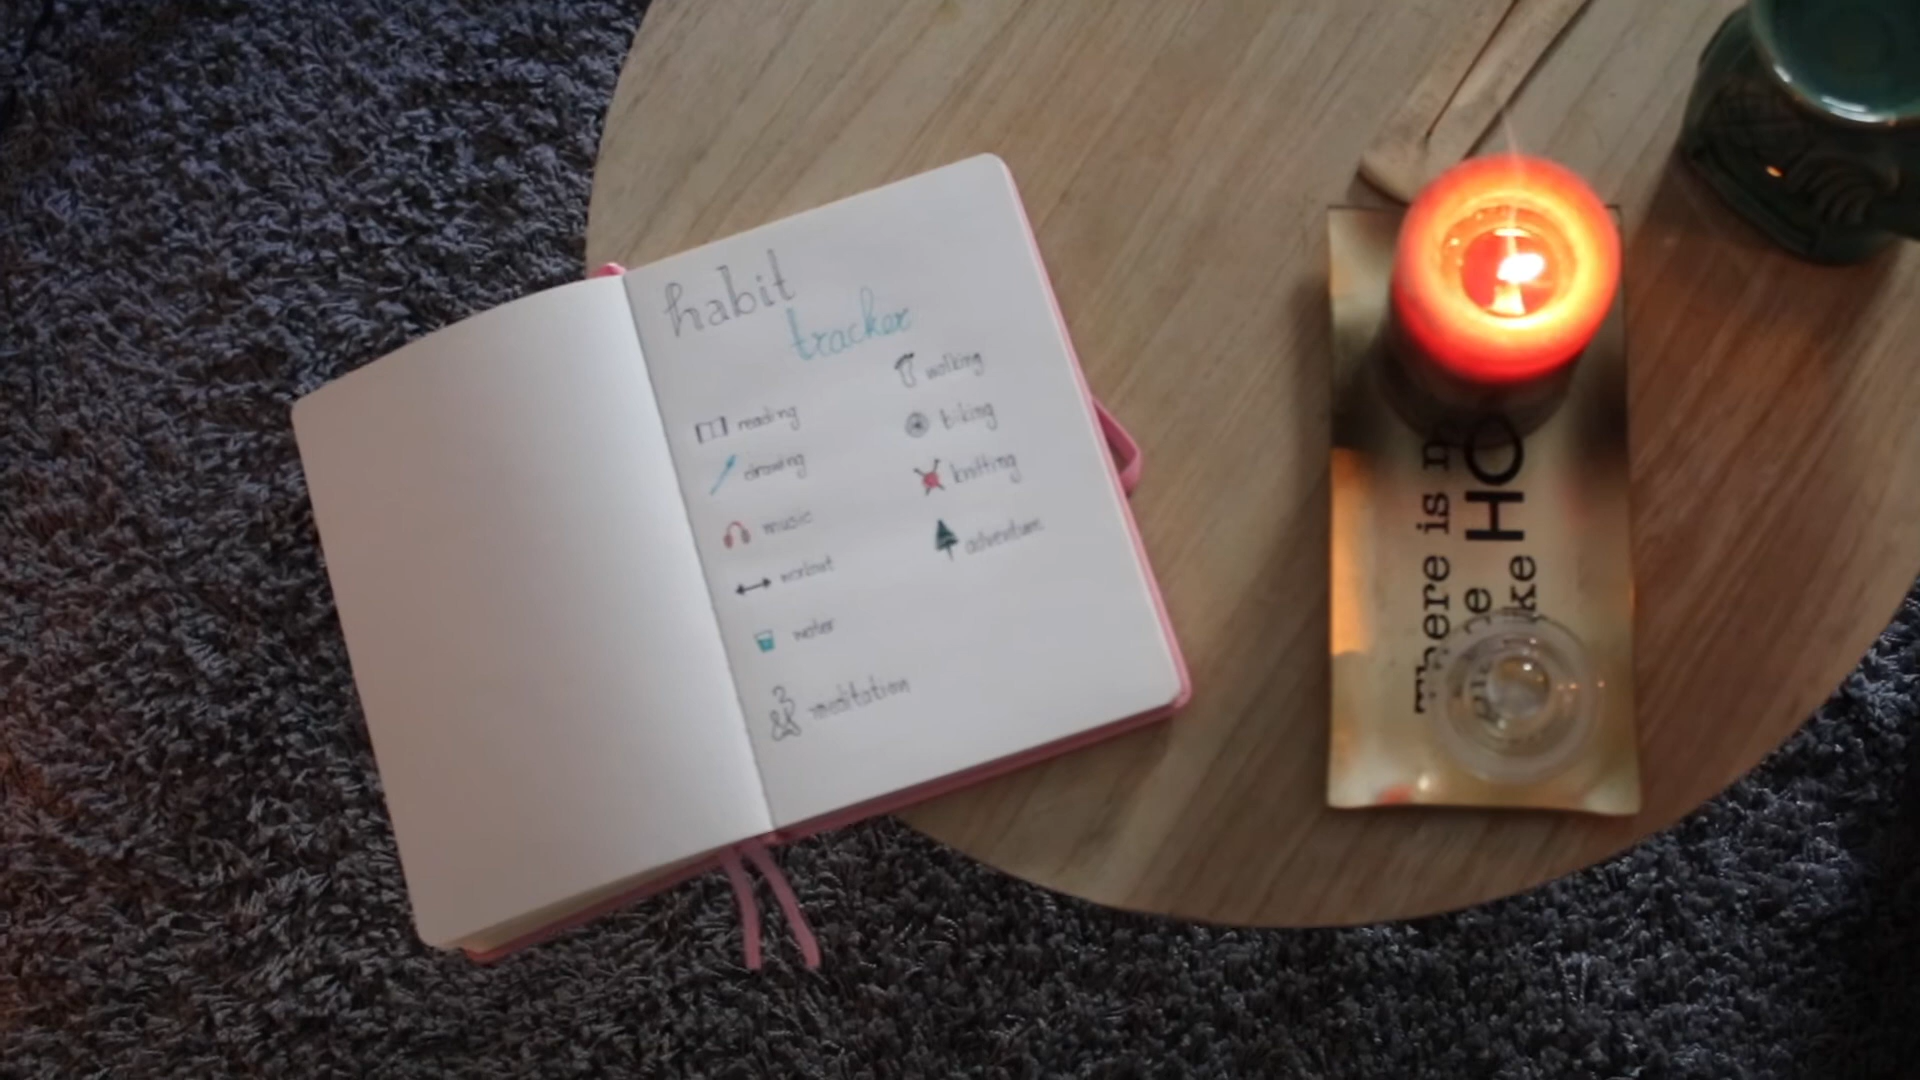 habit
tracker
reading
drawing
music
workout
water
meditation
walking
biking
knitting
adventure
There is n
HO
ke